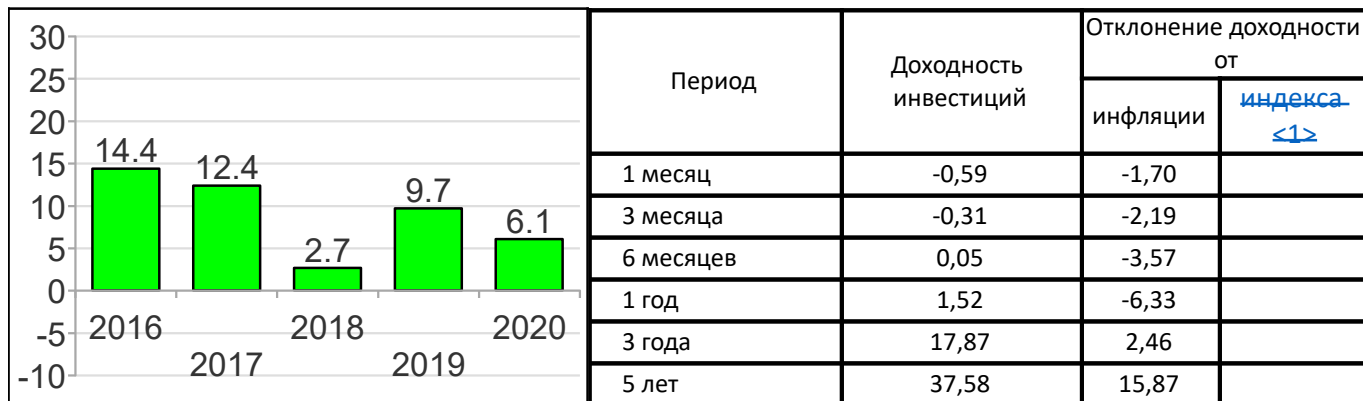 30
25
20
15
10
5
0
-5
-10
14.4
12.4
2.7
9.7
6.1
2016
2017
2018
2019
2020
Период
Доходность
инвестиций
Отклонение доходности
от
инфляции
индекса
<1>
1 месяц -0,59 -1,70
3 месяца -0,31 -2,19
6 месяцев 0,05 -3,57
1 год 1,52 -6,33
3 года 17,87 2,46
5 лет 37,58 15,87